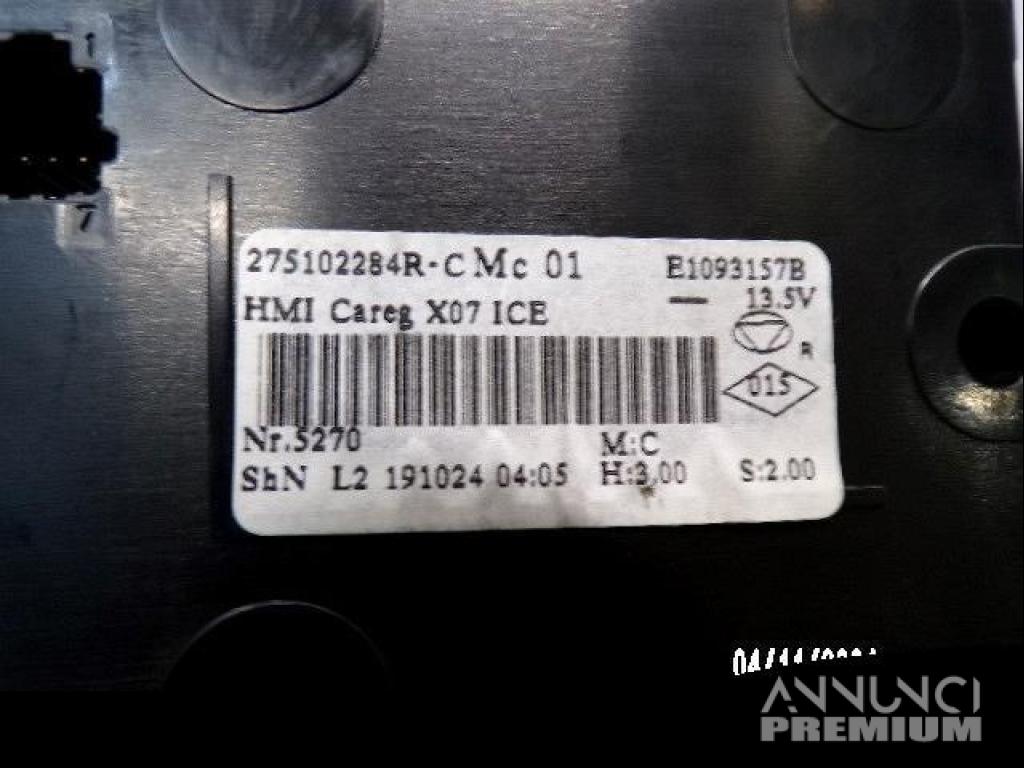 1
7
275102284R-C Mc 01 E1093157B
HMI Careg X07 ICE 13.5V
R
015
Nr.5270 M:C
ShN L2 191024 04:05 H:3,00 S:2.00
ANNUNCI
PREMIUM